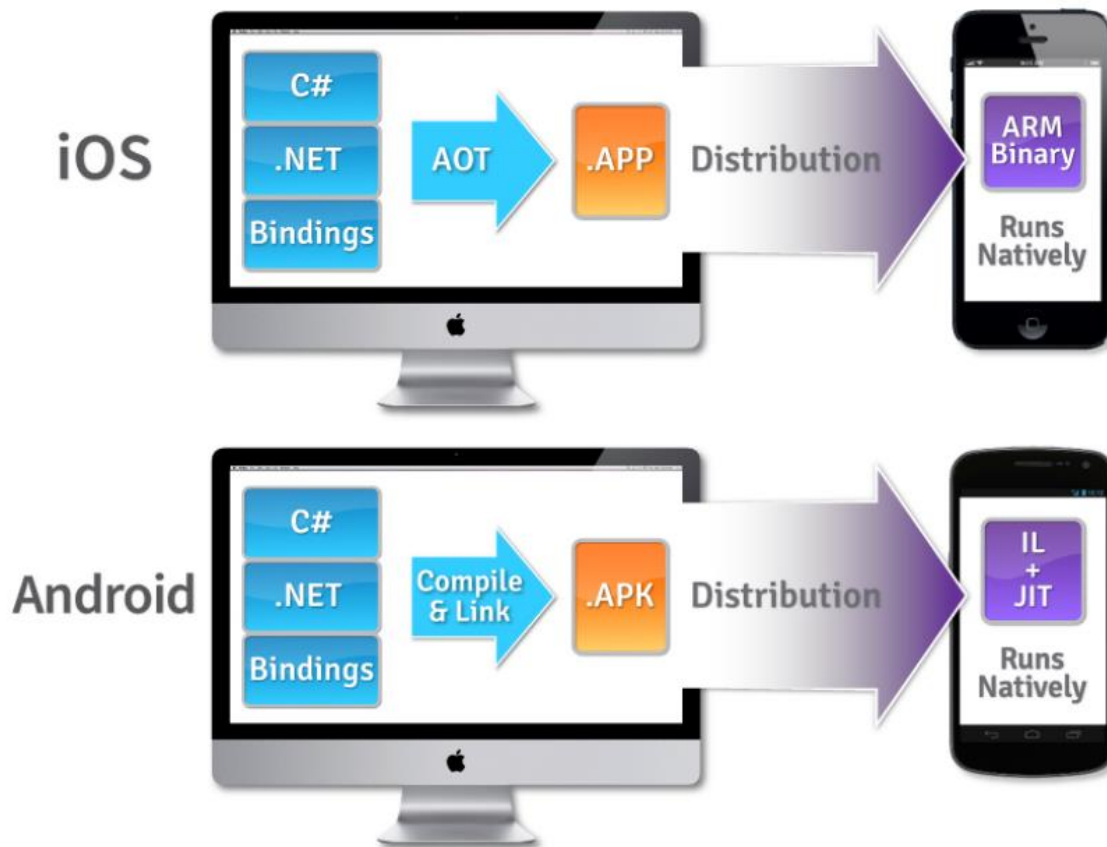 iOS
C#
.NET
Bindings
AOT
.APP
Distribution
ARM
Binary
Runs
Natively
Android
C#
.NET
Bindings
Compile
& Link
.APK
Distribution
IL
+
JIT
Runs
Natively